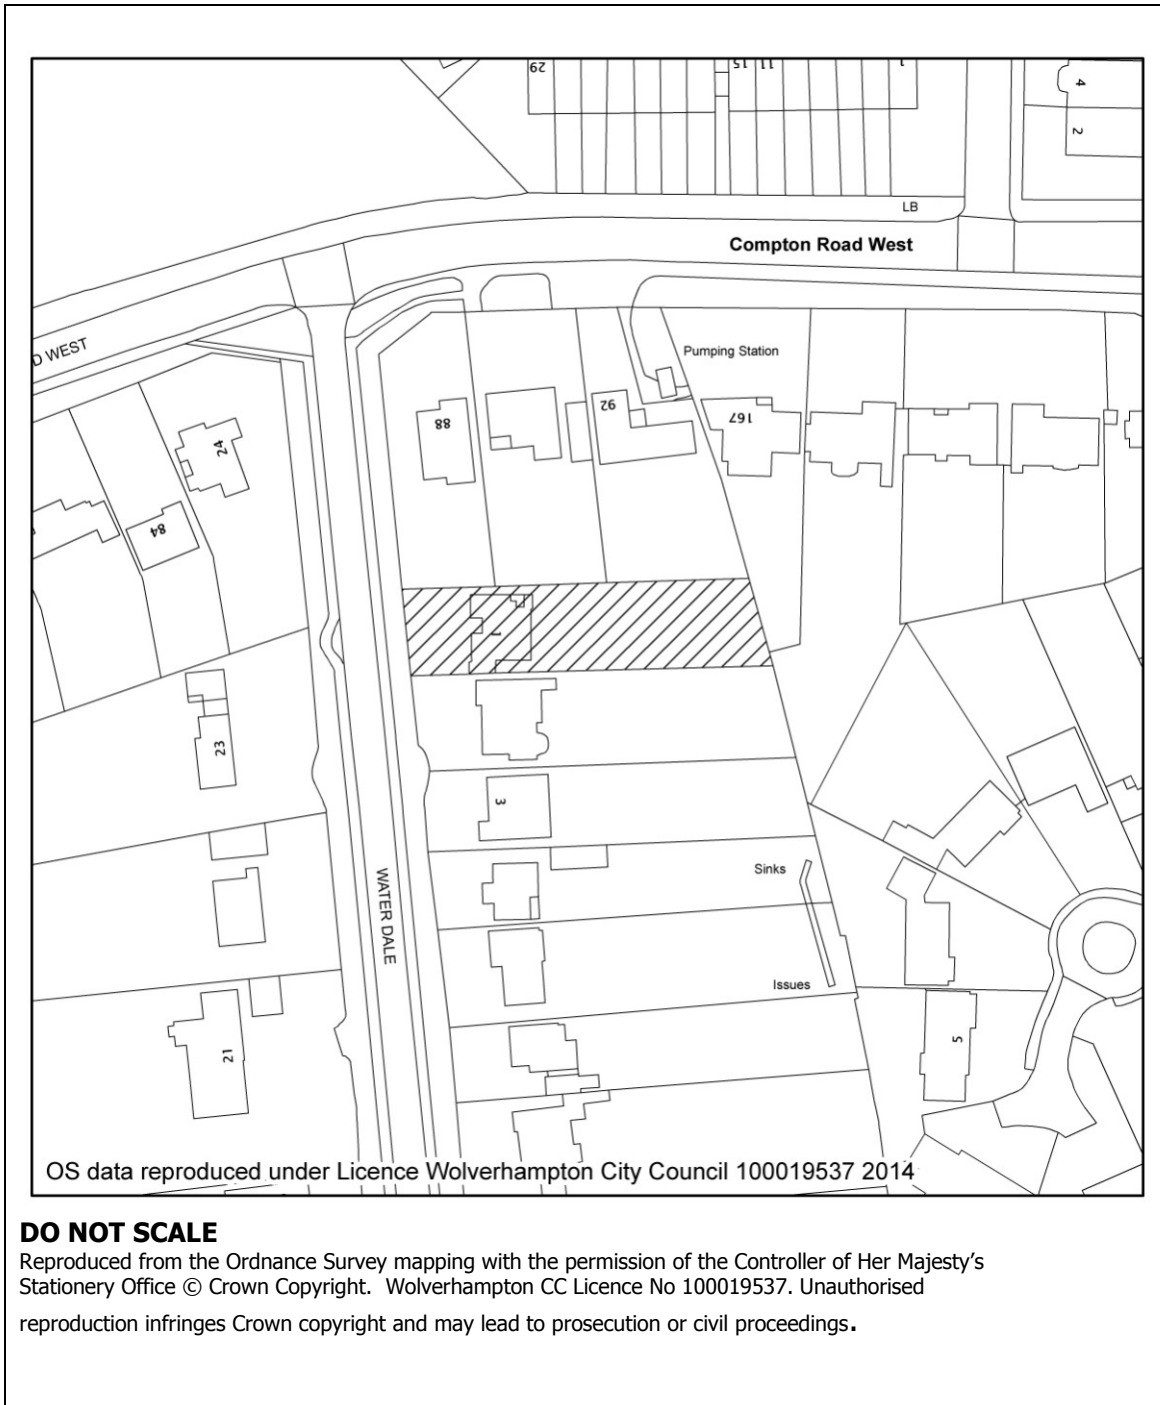 29
15
11
1
4
2
LB
Compton Road West
D WEST
Pumping Station
24
88
92
167
84
1
23
3
Sinks
WATER DALE
Issues
21
5
OS data reproduced under Licence Wolverhampton City Council 100019537 2014
DO NOT SCALE
Reproduced from the Ordnance Survey mapping with the permission of the Controller of Her Majesty’s
Stationery Office © Crown Copyright. Wolverhampton CC Licence No 100019537. Unauthorised
reproduction infringes Crown copyright and may lead to prosecution or civil proceedings.